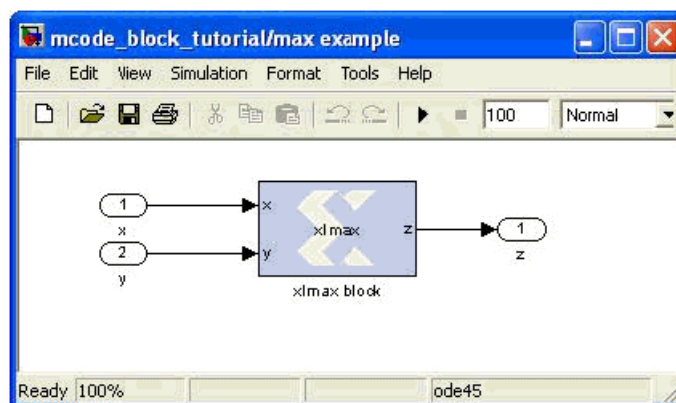 mcode_block_tutorial/max example
File Edit View Simulation Format Tools Help
100 Normal
1 x xlmax z 1
x z
2 y
y xlmax block
Ready 100% ode45